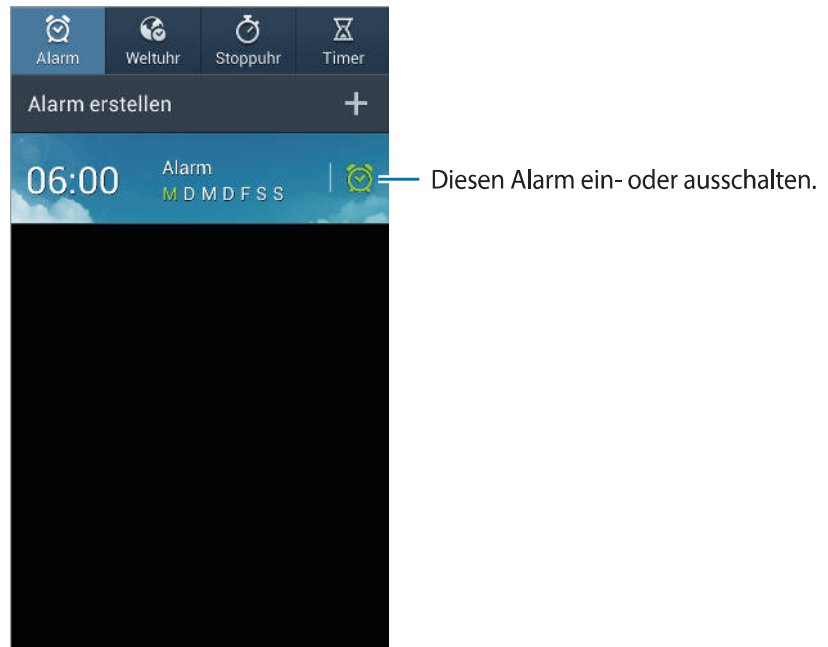 Alarm Weltuhr Stoppuhr Timer
Alarm erstellen
06:00 Alarm
M D M D F S S
Diesen Alarm ein- oder ausschalten.